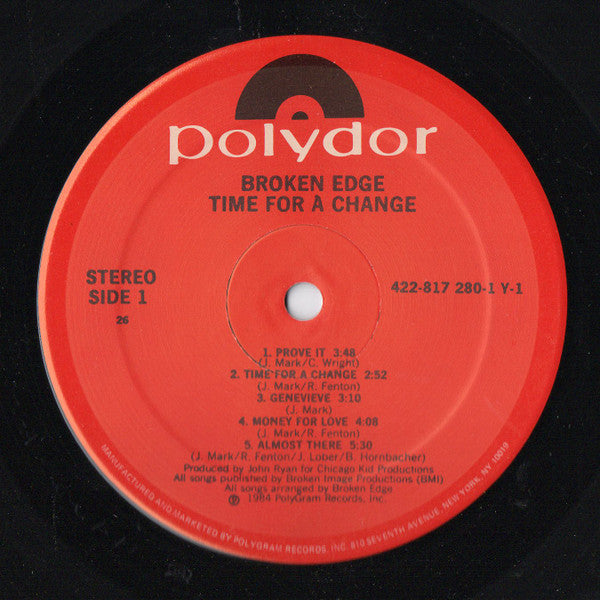 polydor
BROKEN EDGE
TIME FOR A CHANGE
STEREO
SIDE 1
26
422-817 280-1 Y-1
1. PROVE IT 3:48
(J. Mark/C. Wright)
2. TIME FOR A CHANGE 2:52
(J. Mark/R. Fenton)
3. GENEVIEVE 3:10
(J. Mark)
4. MONEY FOR LOVE 4:08
(J. Mark/R. Fenton)
5. ALMOST THERE 5:30
(J. Mark/R. Fenton/J. Lober/B. Hornbacher)
Produced by John Ryan for Chicago Kid Productions
All songs published by Broken Image Productions (BMI)
All songs arranged by Broken Edge
℗ 1984 PolyGram Records, Inc.
MANUFACTURED AND MARKETED BY POLYGRAM RECORDS, INC. 810 SEVENTH AVENUE, NEW YORK, NY 10019